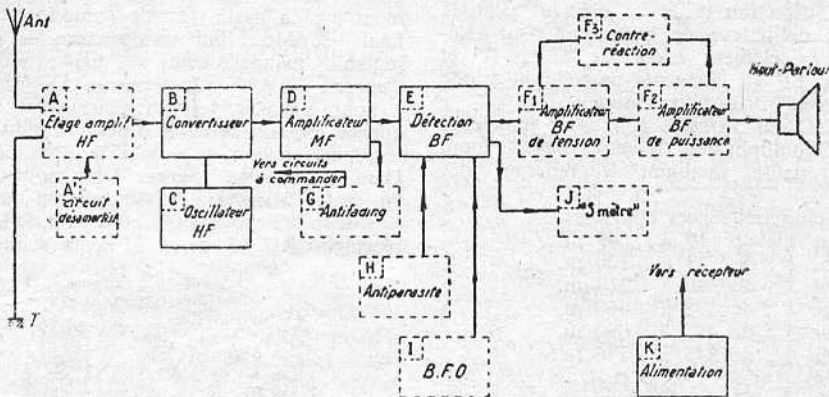 Ant
T
A
Etage amplif
HF
A'
circuit
désamortist
B
Convertisseur
C
Oscillateur
HF
D
Amplificateur
MF
Vers circuits
à commander
G
Antifading
E
Détection
BF
H
Antiparasite
I
B.F.O
F1
Amplificateur
BF
de tension
F3
Contre-
réaction
F2
Amplificateur
BF
de puissance
Haut-Parleur
J
"S mètre"
Vers récepteur
K
Alimentation